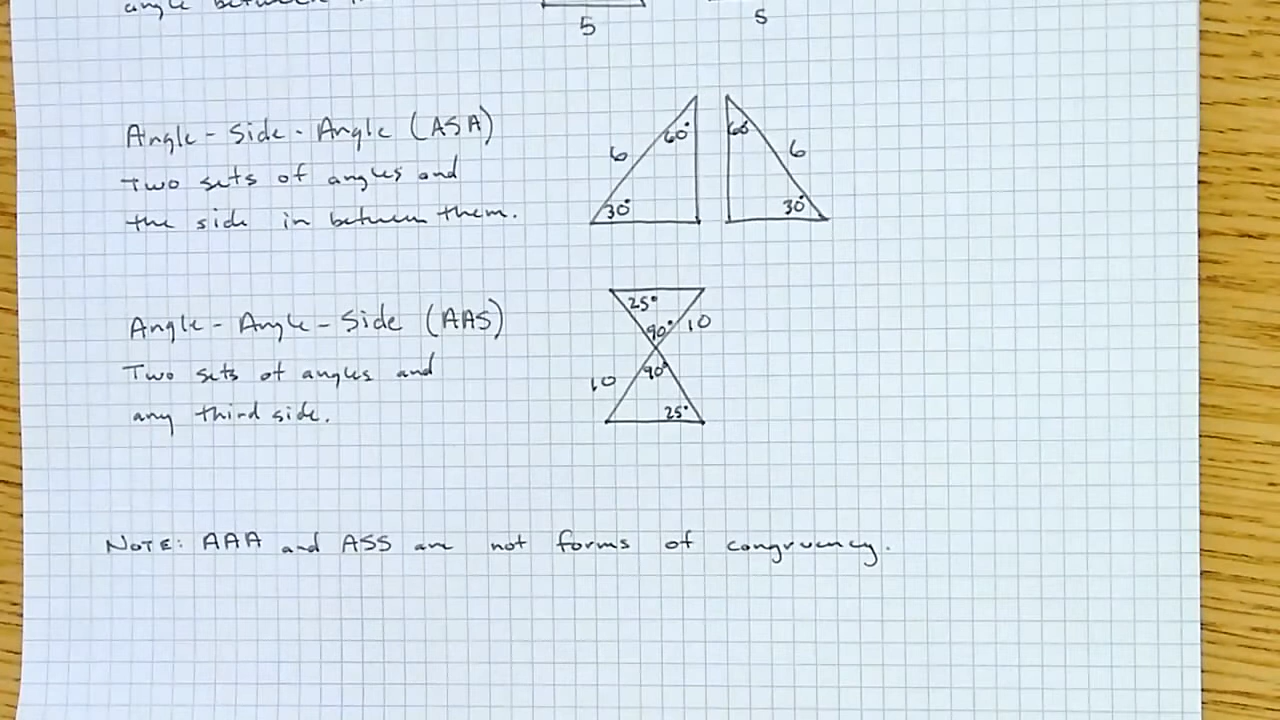 angle between
5 5
Angle - Side - Angle (ASA)
Two sets of angles and
the side in between them.
6 60° 30°
60° 6 30°
Angle - Angle - Side (AAS)
Two sets of angles and
any third side.
25° 90° 10
10 90° 25°
NOTE: AAA and ASS are not forms of congruency.